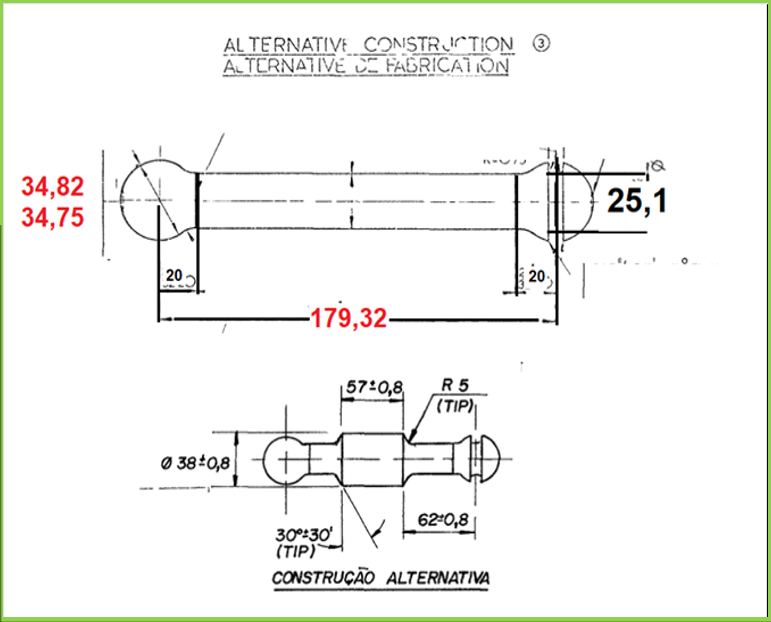 ALTERNATIVE CONSTRUCTION ③
ALTERNATIVE DE FABRICATION
34,82
34,75
25,1
20
20
179,32
57±0,8
R 5
(TIP)
Ø 38±0,8
62±0,8
30°±30'
(TIP)
CONSTRUÇÃO ALTERNATIVA